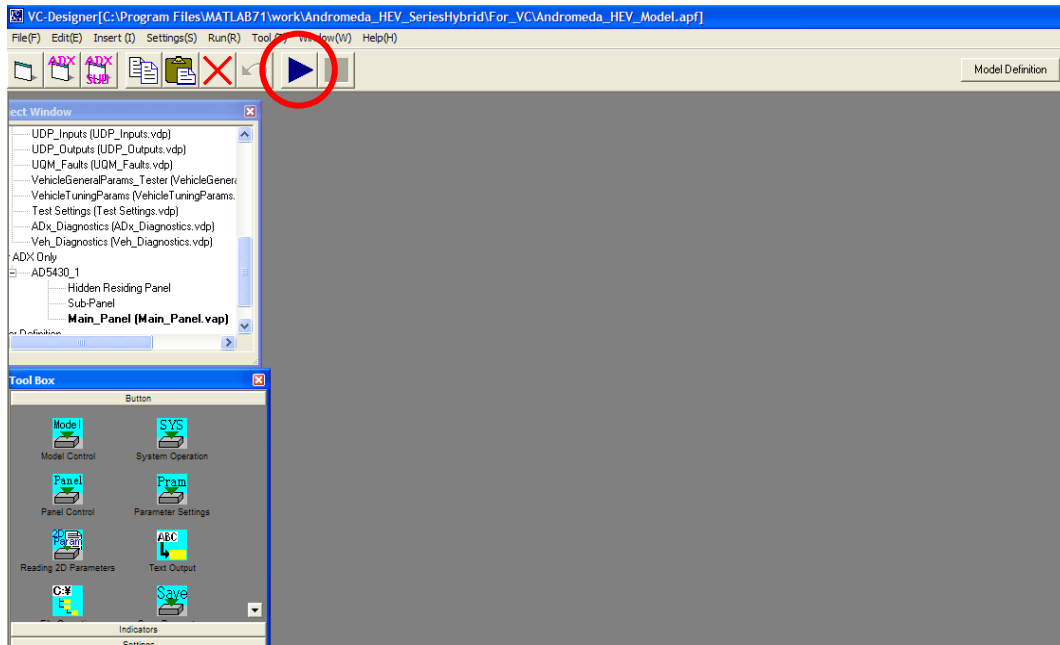 VC-Designer[C:\Program Files\MATLAB71\work\Andromeda_HEV_SeriesHybrid\For_VC\Andromeda_HEV_Model.apf]
File(F) Edit(E) Insert (I) Settings(S) Run(R) Window(W) Help(H)
ADX
ADX
SUB
Model Definition
ect Window
UDP_Inputs (UDP_Inputs.vdp)
UDP_Outputs (UDP_Outputs.vdp)
UQM_Faults (UQM_Faults.vdp)
VehicleGeneralParams_Tester (VehicleGenera
VehicleTuningParams (VehicleTuningParams.
Test Settings (Test Settings.vdp)
ADx_Diagnostics (ADx_Diagnostics.vdp)
Veh_Diagnostics (Veh_Diagnostics.vdp)
ADX Only
AD5430_1
Hidden Residing Panel
Sub-Panel
Main_Panel (Main_Panel.vap)
Tool Box
Button
Model SYS
Model Control System Operation
Panel Pram
Panel Control Parameter Settings
2D Param ABC
Reading 2D Parameters Text Output
C:¥ Save
Indicators
Settings